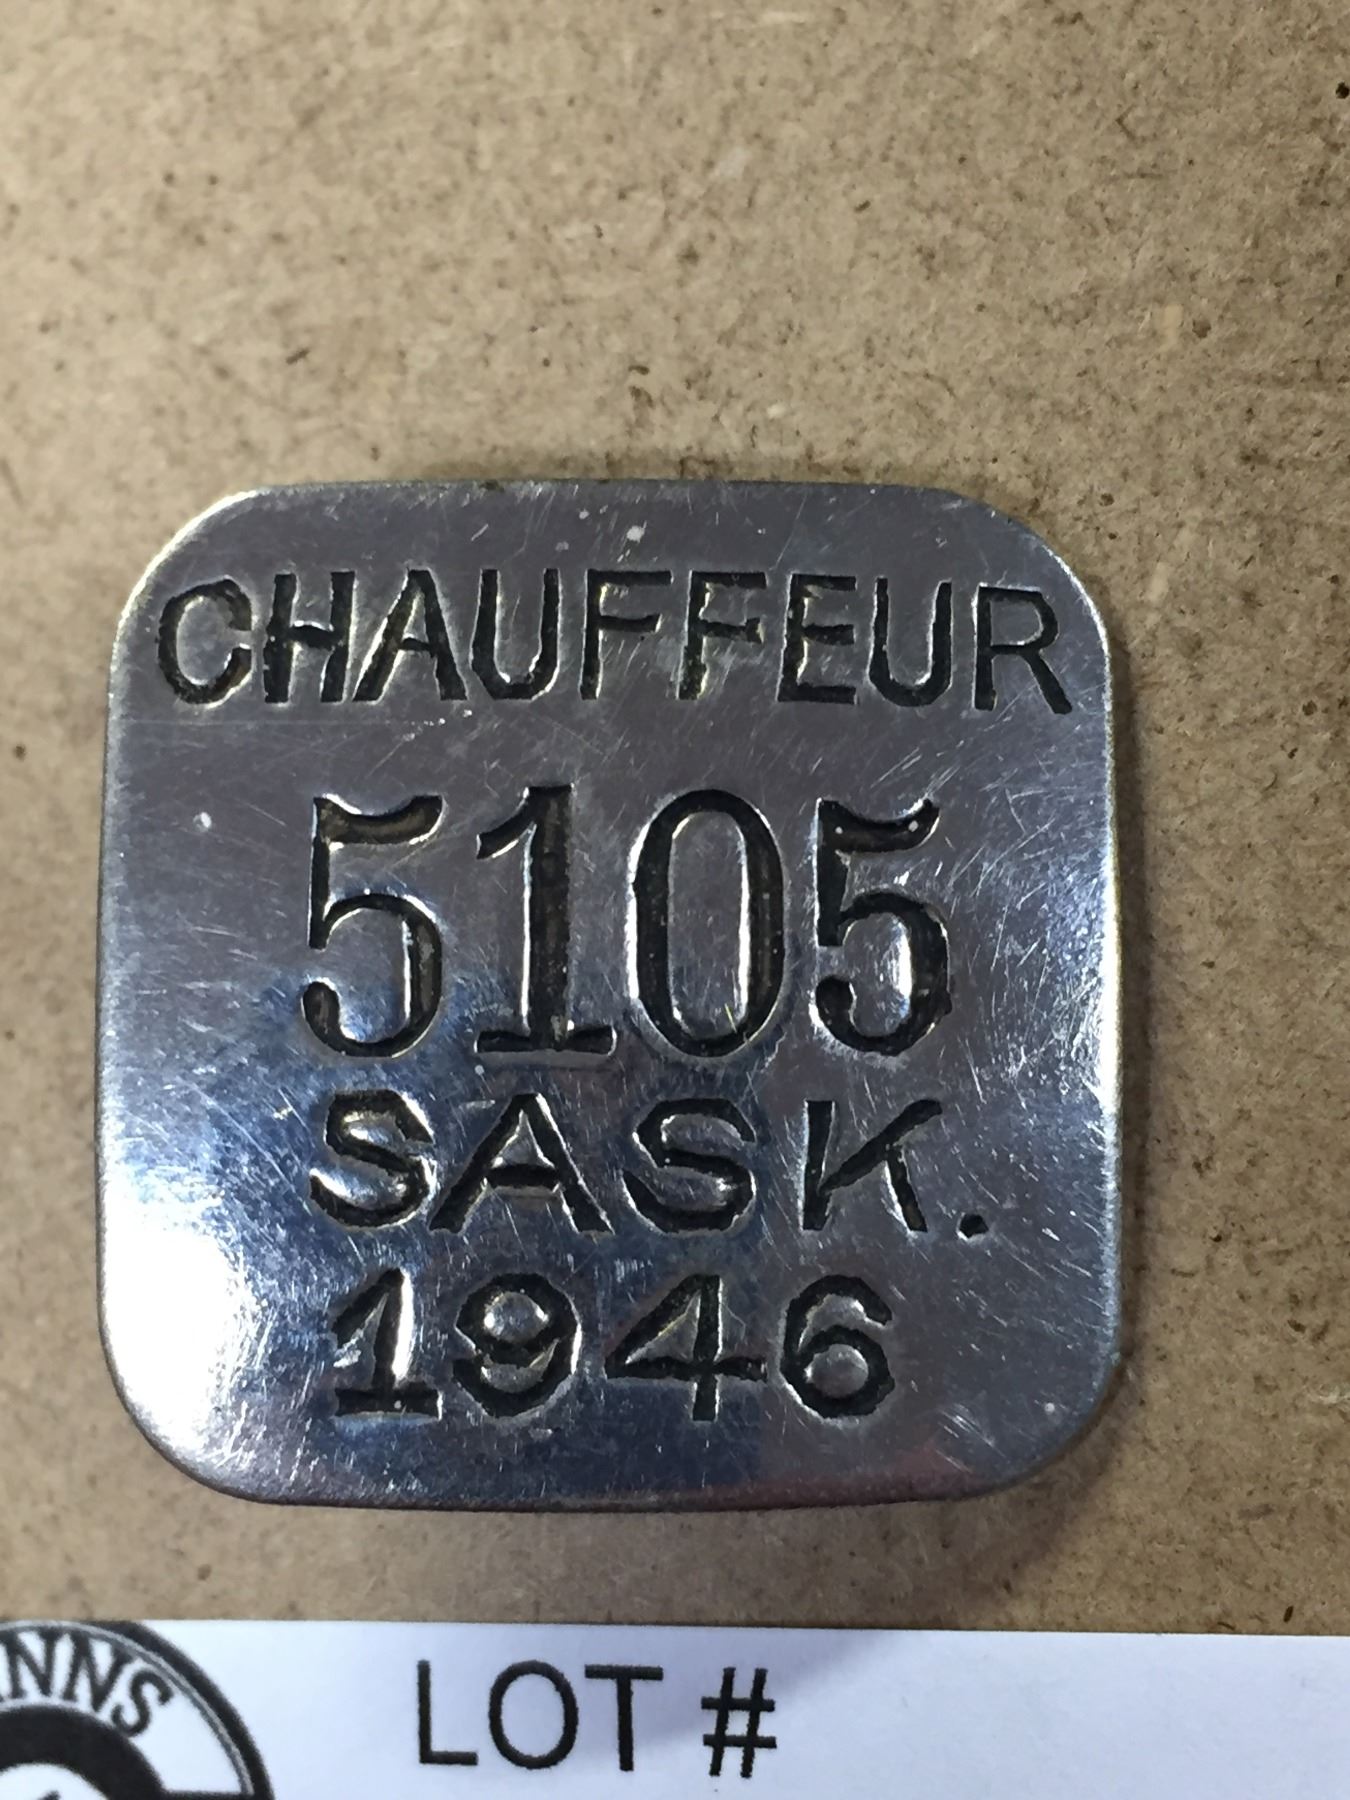 CHAUFFEUR
5105
SASK.
1946
LOT #